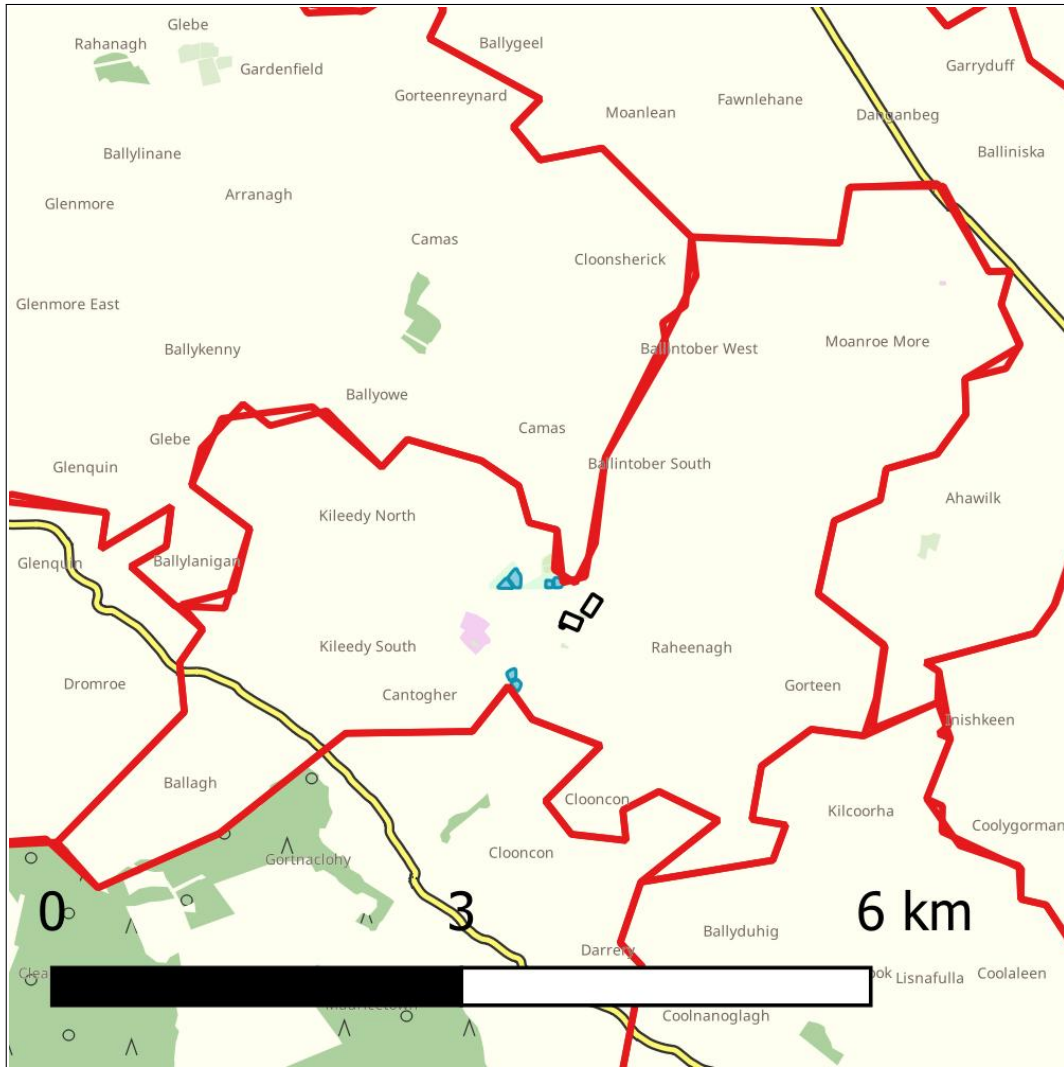 Glebe
Rahanagh
Ballygeel
Gardenfield
Garryduff
Gorteenreynard
Fawnlehane
Moanlean
Danganbeg
Ballylinane
Balliniska
Arranagh
Glenmore
Camas
Cloonsherick
Glenmore East
Ballykenny
Ballintober West
Moanroe More
Ballyowe
Camas
Glebe
Glenquin
Ballintober South
Kileedy North
Ahawilk
Glenquin
Ballylanigan
Kileedy South
Raheenagh
Dromroe
Cantogher
Gorteen
Inishkeen
Ballagh
Clooncon
Kilcoorha
Coolygorman
Clooncon
Gortnaclohy
0 3 6 km
Ballyduhig
Darrery
Lisnafulla
Coolaleen
Coolnanoglagh